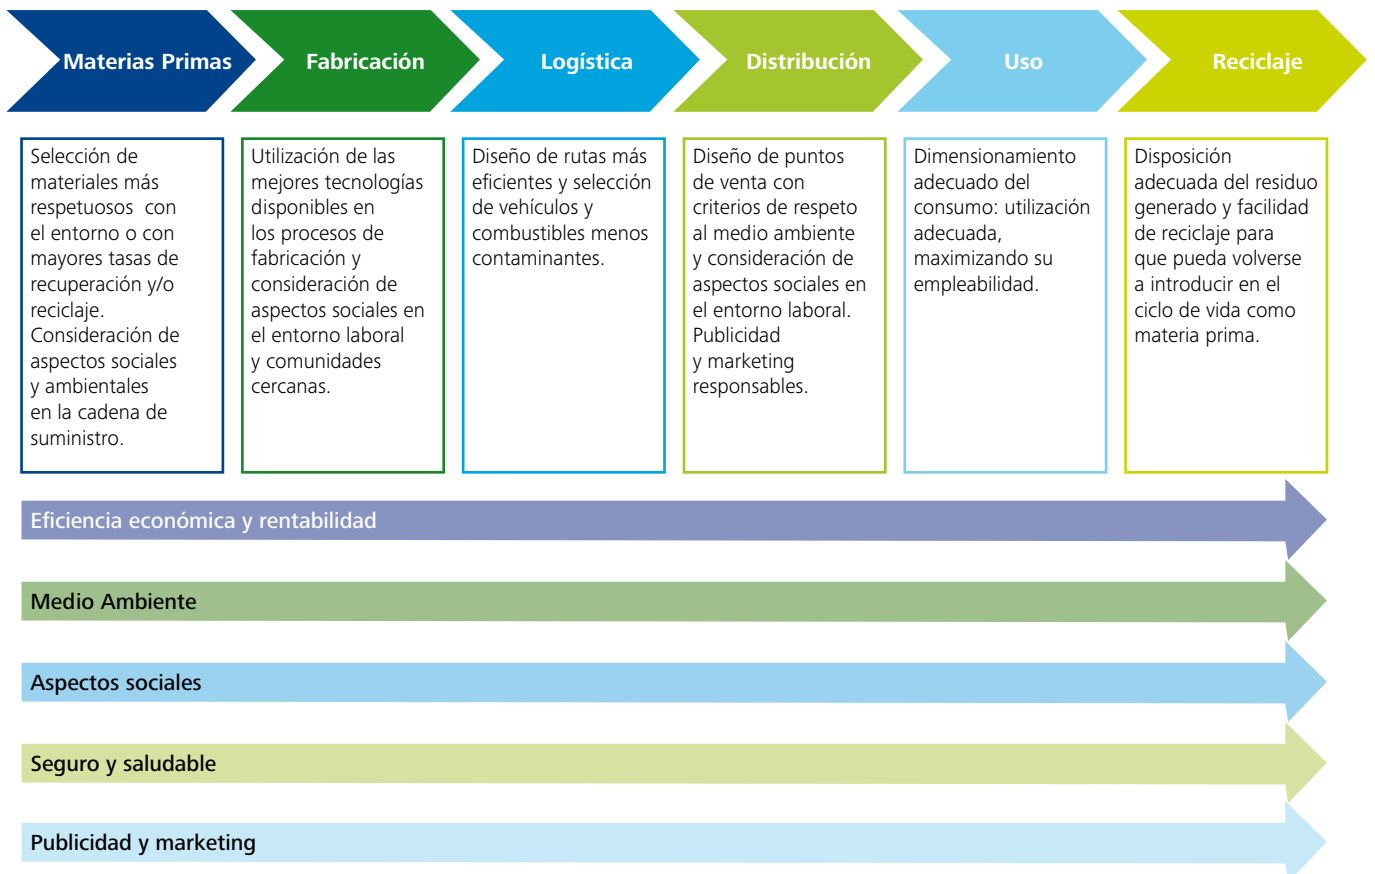 Materias Primas
Fabricación
Logística
Distribución
Uso
Reciclaje
Selección de
materiales más
respetuosos con
el entorno o con
mayores tasas de
recuperación y/o
reciclaje.
Consideración de
aspectos sociales
y ambientales
en la cadena de
suministro.
Utilización de las
mejores tecnologías
disponibles en
los procesos de
fabricación y
consideración de
aspectos sociales en
el entorno laboral
y comunidades
cercanas.
Diseño de rutas más
eficientes y selección
de vehículos y
combustibles menos
contaminantes.
Diseño de puntos
de venta con
criterios de respeto
al medio ambiente
y consideración de
aspectos sociales en
el entorno laboral.
Publicidad
y marketing
responsables.
Dimensionamiento
adecuado del
consumo: utilización
adecuada,
maximizando su
empleabilidad.
Disposición
adecuada del residuo
generado y facilidad
de reciclaje para
que pueda volverse
a introducir en el
ciclo de vida como
materia prima.
Eficiencia económica y rentabilidad
Medio Ambiente
Aspectos sociales
Seguro y saludable
Publicidad y marketing